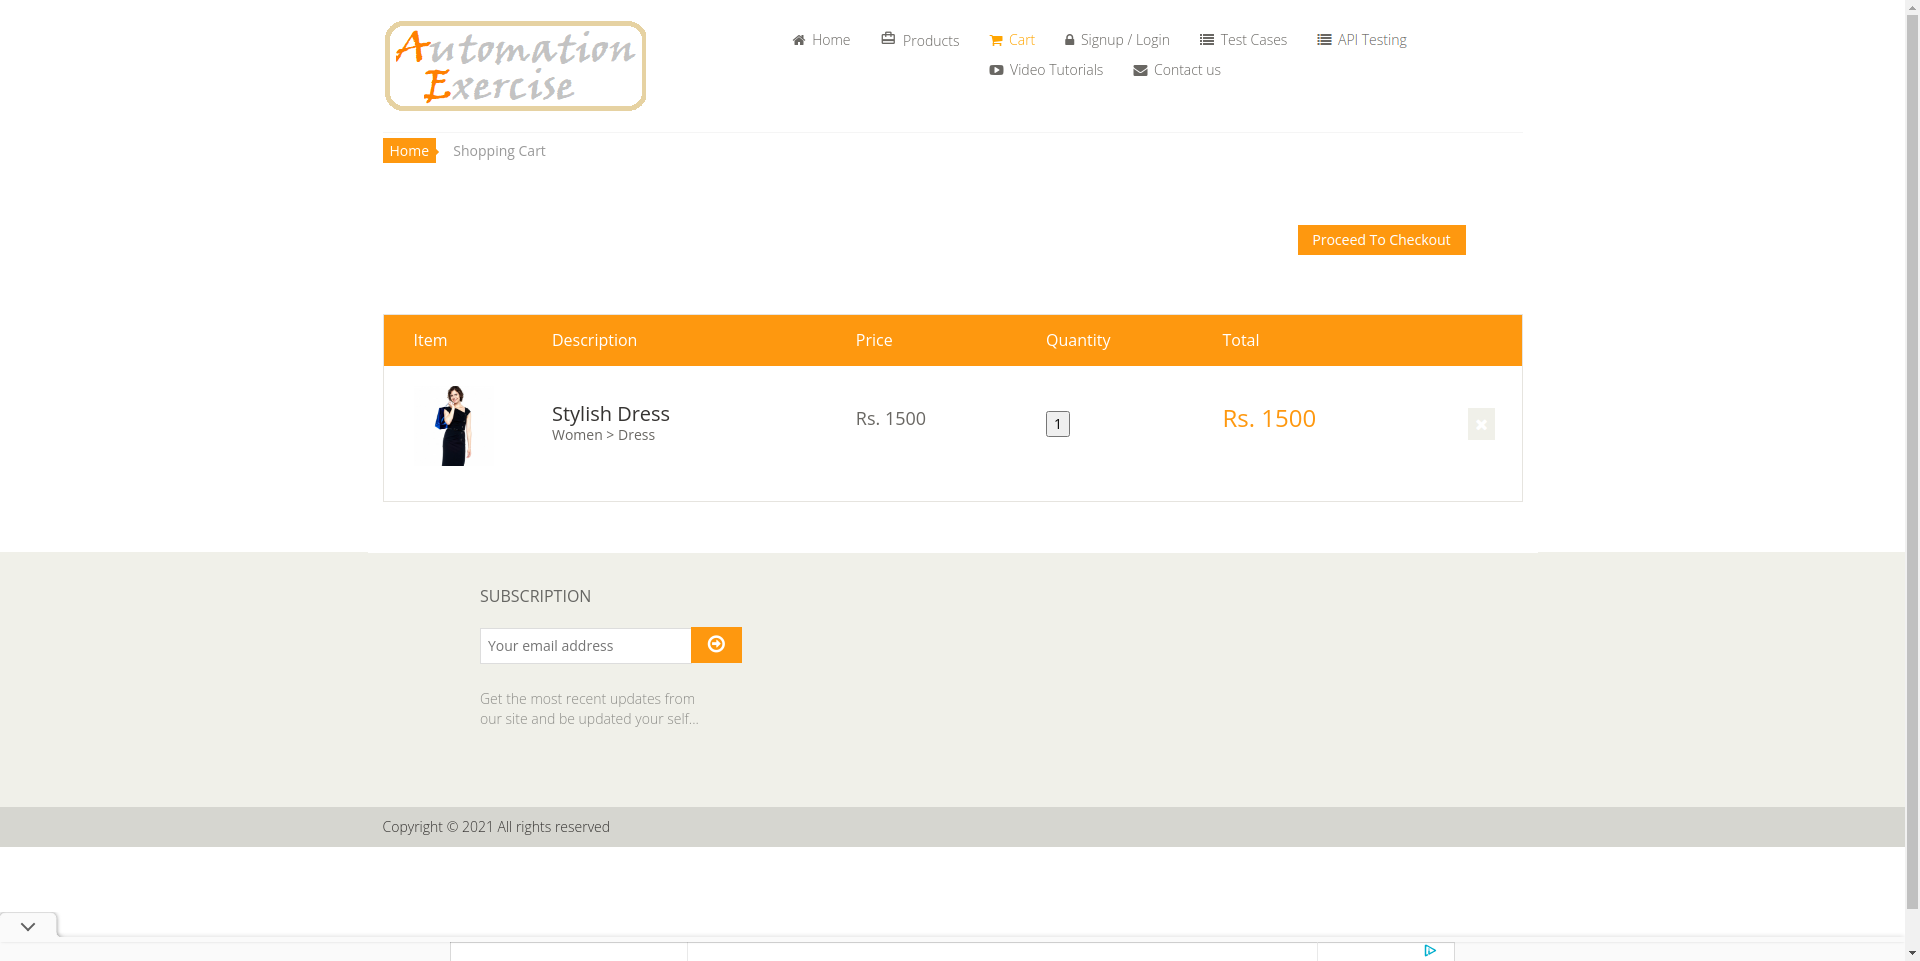 Automation
Exercise
Home Products Cart Signup / Login Test Cases API Testing
Video Tutorials Contact us
Home Shopping Cart
Proceed To Checkout
Item Description Price Quantity Total
Stylish Dress
Women > Dress
Rs. 1500 1 Rs. 1500
SUBSCRIPTION
Your email address
Get the most recent updates from
our site and be updated your self...
Copyright © 2021 All rights reserved